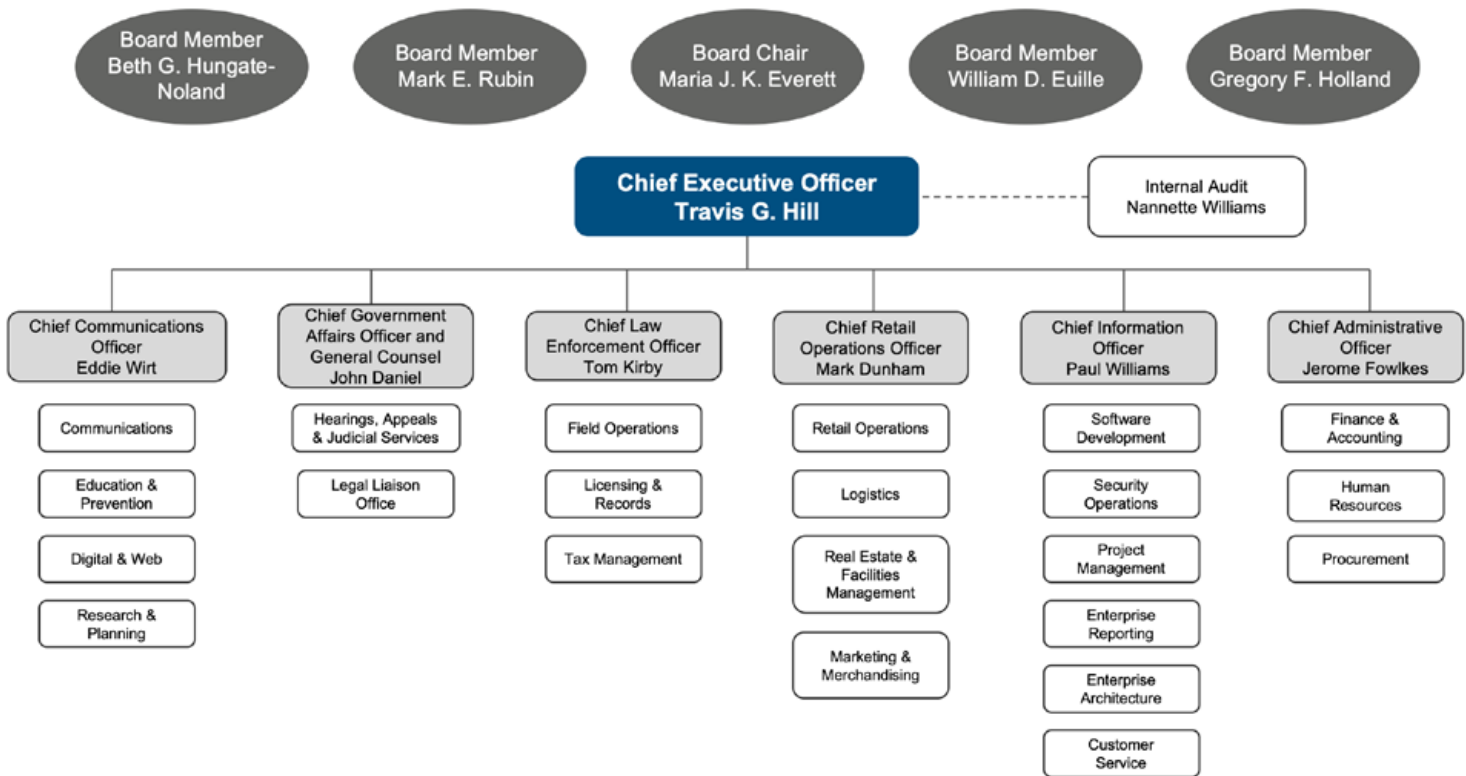 Board Member
Beth G. Hungate-
Noland
Board Member
Mark E. Rubin
Board Chair
Maria J. K. Everett
Board Member
William D. Euille
Board Member
Gregory F. Holland
Chief Executive Officer
Travis G. Hill
Internal Audit
Nannette Williams
Chief Communications
Officer
Eddie Wirt
Communications
Education &
Prevention
Digital & Web
Research &
Planning
Chief Government
Affairs Officer and
General Counsel
John Daniel
Hearings, Appeals
& Judicial Services
Legal Liaison
Office
Chief Law
Enforcement Officer
Tom Kirby
Field Operations
Licensing &
Records
Tax Management
Chief Retail
Operations Officer
Mark Dunham
Retail Operations
Logistics
Real Estate &
Facilities
Management
Marketing &
Merchandising
Chief Information
Officer
Paul Williams
Software
Development
Security
Operations
Project
Management
Enterprise
Reporting
Enterprise
Architecture
Customer
Service
Chief Administrative
Officer
Jerome Fowlkes
Finance &
Accounting
Human
Resources
Procurement